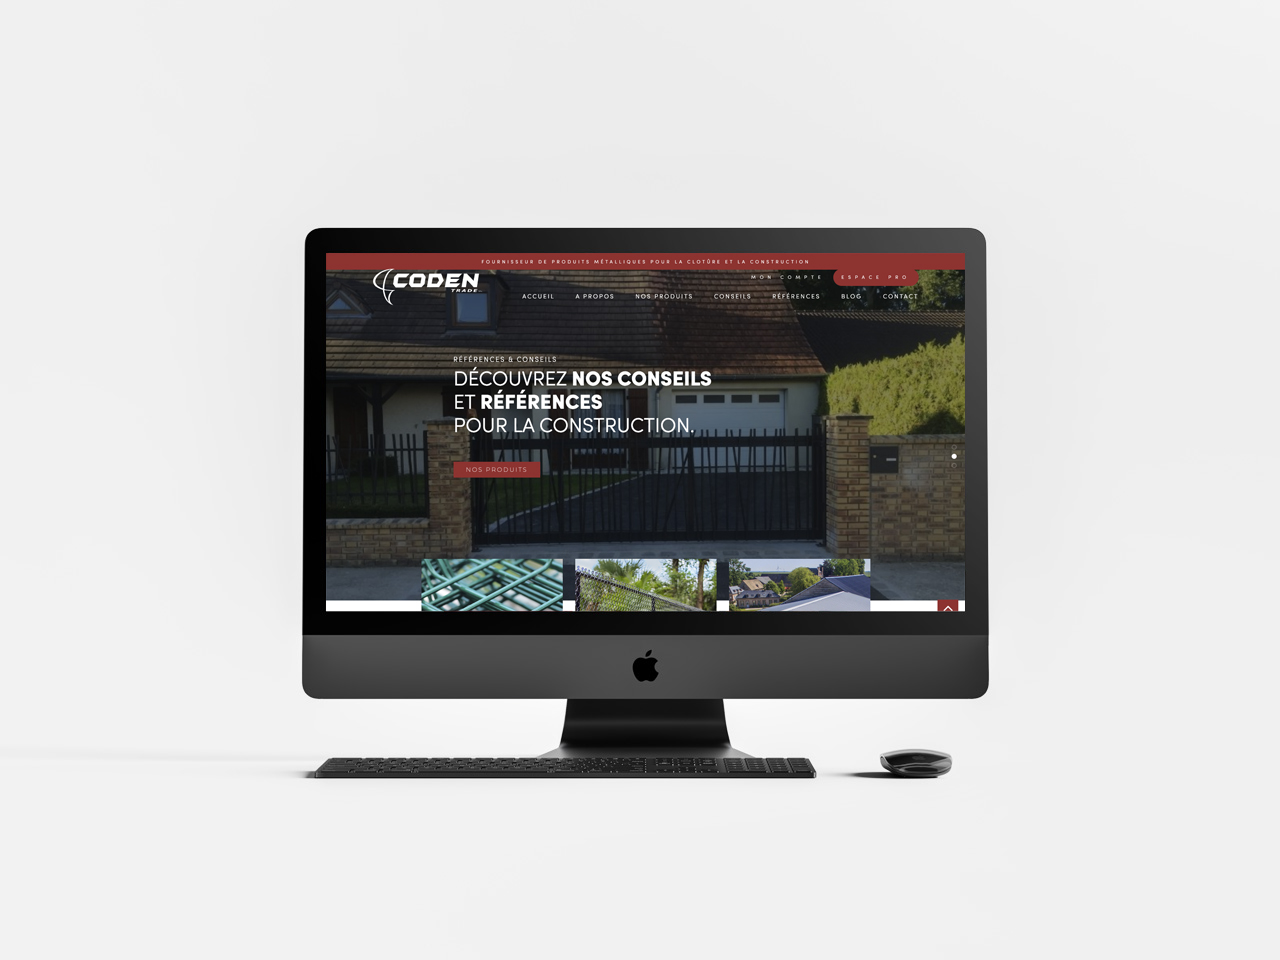 FOURNISSEUR DE PRODUITS MÉTALLIQUES POUR LA CLOTÛRE ET LA CONSTRUCTION
MON COMPTE
ESPACE PRO
CODEN
TRADE
ACCUEIL
A PROPOS
NOS PRODUITS
CONSEILS
RÉFÉRENCES
BLOG
CONTACT
RÉFÉRENCES & CONSEILS
DÉCOUVREZ NOS CONSEILS
ET RÉFÉRENCES
POUR LA CONSTRUCTION.
NOS PRODUITS